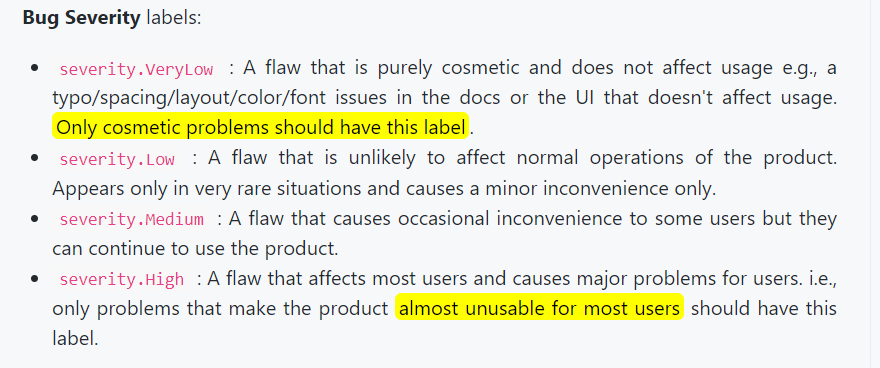 Bug Severity labels:
severity.VeryLow : A flaw that is purely cosmetic and does not affect usage e.g., a
typo/spacing/layout/color/font issues in the docs or the UI that doesn't affect usage.
Only cosmetic problems should have this label.
severity.Low : A flaw that is unlikely to affect normal operations of the product.
Appears only in very rare situations and causes a minor inconvenience only.
severity.Medium : A flaw that causes occasional inconvenience to some users but they
can continue to use the product.
severity.High : A flaw that affects most users and causes major problems for users. i.e.,
only problems that make the product almost unusable for most users should have this
label.